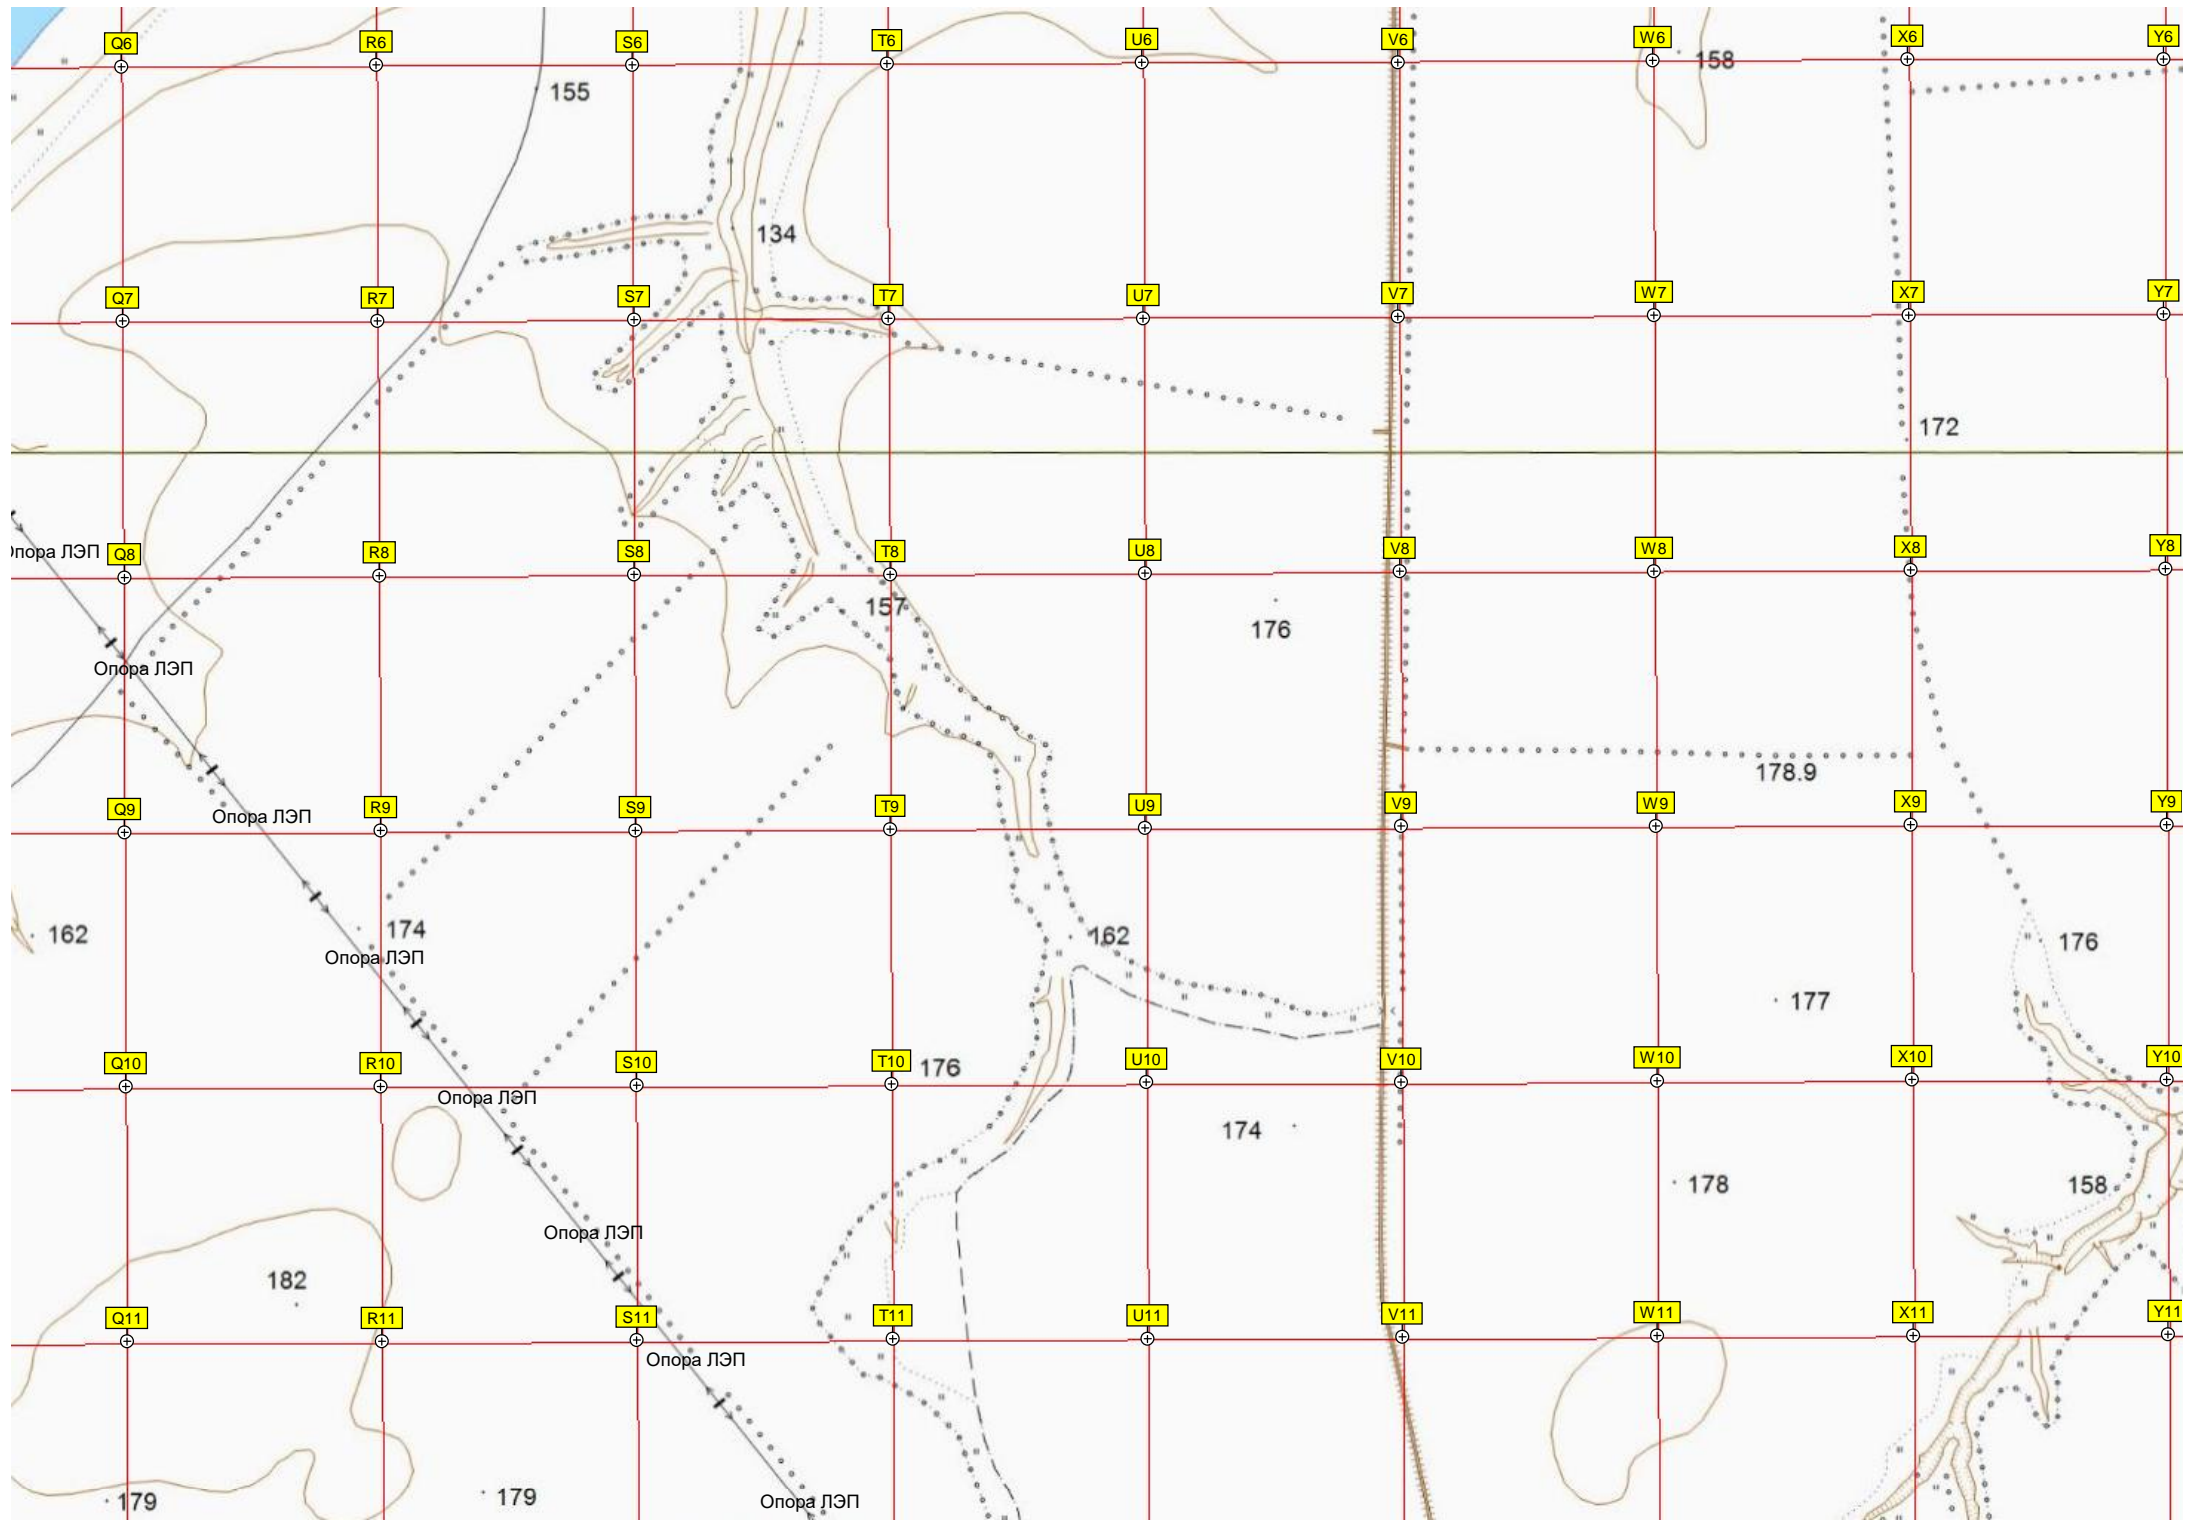 Q6 R6 S6 T6 U6 V6 W6 X6 Y6
158
155
134
Q7 R7 S7 T7 U7 V7 W7 X7 Y7
172
Опора ЛЭП Q8 R8 S8 T8 U8 V8 W8 X8 Y8
157
176
Опора ЛЭП
178.9
Q9 R9 S9 T9 U9 V9 W9 X9 Y9
Опора ЛЭП
162 174 162 176
Опора ЛЭП
177
Q10 R10 S10 T10 176 U10 V10 W10 X10 Y10
Опора ЛЭП
174
178 158
Опора ЛЭП
182
Q11 R11 S11 T11 U11 V11 W11 X11 Y11
Опора ЛЭП
179 179 Опора ЛЭП